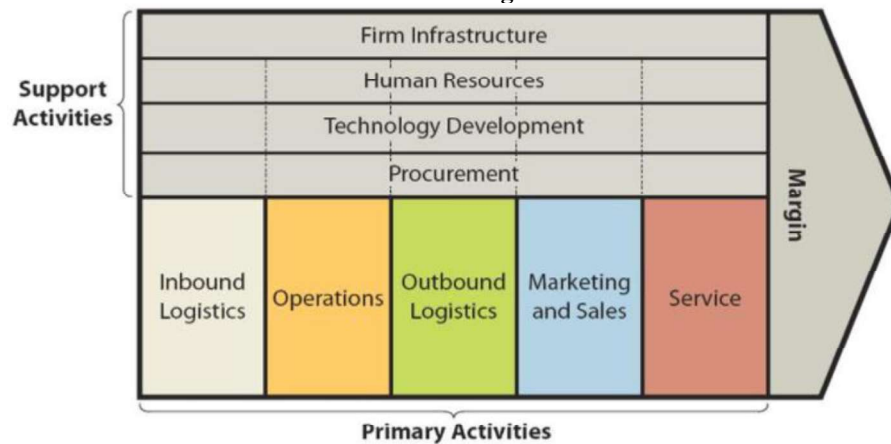 Firm Infrastructure
Support
Activities
Human Resources
Technology Development
Procurement
Margin
Inbound
Logistics
Operations
Outbound
Logistics
Marketing
and Sales
Service
Primary Activities